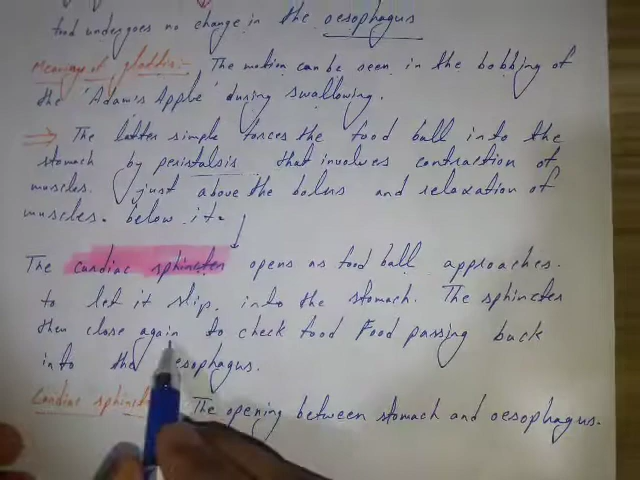 food undergoes no change in the oesophagus
Meaning of The motion can be seen in the bobbing of
the 'Adam's Apple' during swallowing.
⇒ The latter simple forces the food ball into the
stomach by peristalsis that involves contraction of
muscles. just above the bolus and relaxation of
muscles. below it.
The cardiac sphincter opens as food ball approaches.
to let it slip. into the stomach. The sphincter
then close again to check food Food passing back
into the esophagus.
Cardiac The opening between stomach and oesophagus.